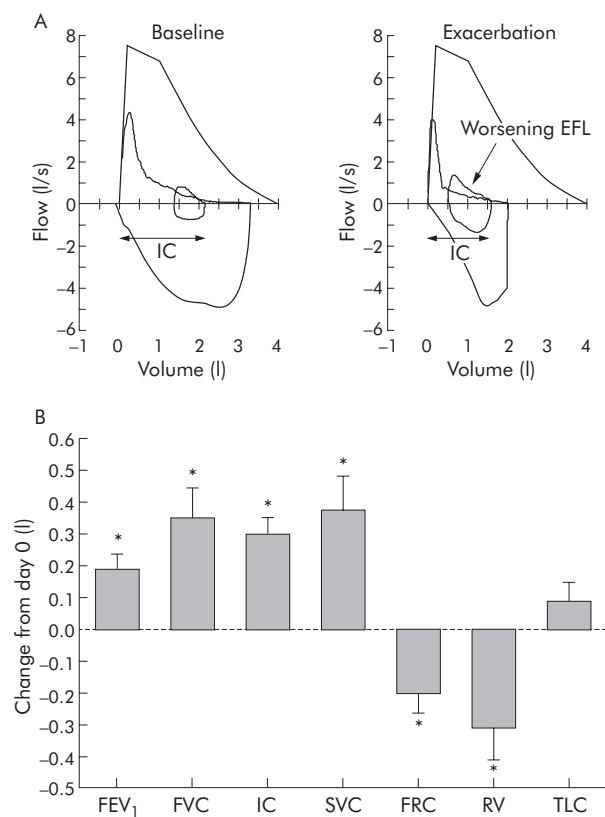 A
Baseline
Exacerbation
8
6
4
2
0
–2
–4
–6
Flow (l/s)
IC
–1 0 1 2 3 4
Volume (l)
8
6
4
2
0
–2
–4
–6
Flow (l/s)
Worsening EFL
IC
–1 0 1 2 3 4
Volume (l)
B
0.6
0.5
0.4
0.3
0.2
0.1
0.0
–0.1
–0.2
–0.3
–0.4
–0.5
Change from day 0 (l)
* * * * * *
FEV₁ FVC IC SVC FRC RV TLC